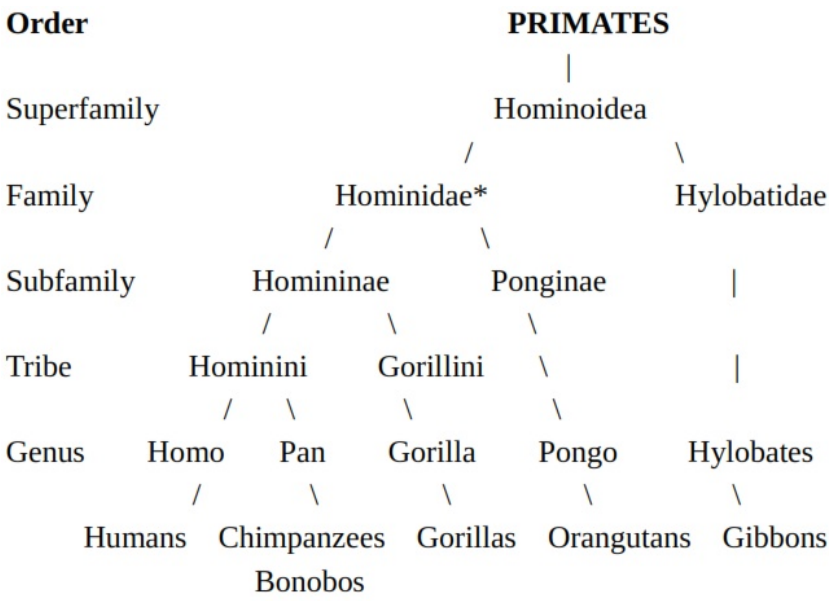 Order PRIMATES
|
Superfamily Hominoidea
/ \
Family Hominidae* Hylobatidae
/ \
Subfamily Homininae Ponginae |
/ \ \
Tribe Hominini Gorillini \ |
/ \ \ \
Genus Homo Pan Gorilla Pongo Hylobates
/ \ \ \ \
Humans Chimpanzees Gorillas Orangutans Gibbons
Bonobos